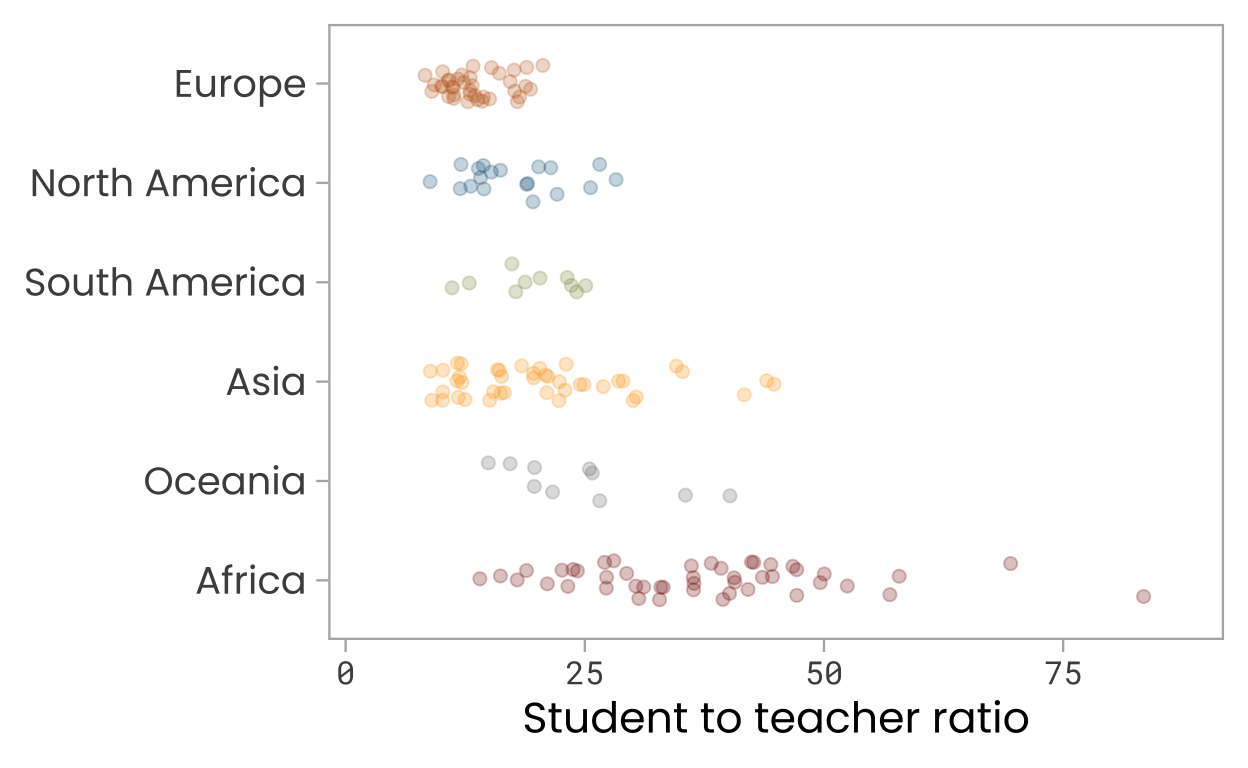 Europe
North America
South America
Asia
Oceania
Africa
0 25 50 75
Student to teacher ratio